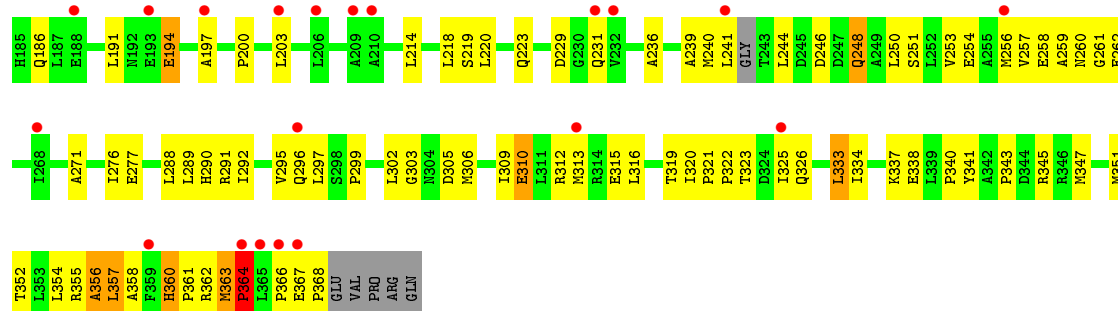 H185 Q186 L187 E188 L191 N192 E193 E194 A197 P200 L203 L206 A209 A210 L214 L218 S219 L220 Q223 D229 G230 Q231 V232 A236 A239 M240 L241 GLY T243 L244 D245 D246 D247 Q248 A249 L250 S251 L252 V253 E254 A255 M256 V257 E258 A259 N260 G261
I268 A271 I276 E277 L288 L289 H290 R291 I292 V295 Q296 L297 S298 P299 L302 G303 N304 D305 M306 I309 E310 L311 R312 M313 R314 E315 L316 T319 I320 P321 P322 T323 D324 I325 Q326 L333 I334 K337 E338 L339 P340 Y341 A342 P343 D344 R345 R346 M347 M351
T352 L353 L354 R355 A356 L357 A358 F359 H360 P361 R362 M363 P364 L365 P366 E367 P368 GLU VAL PRO ARG GLN